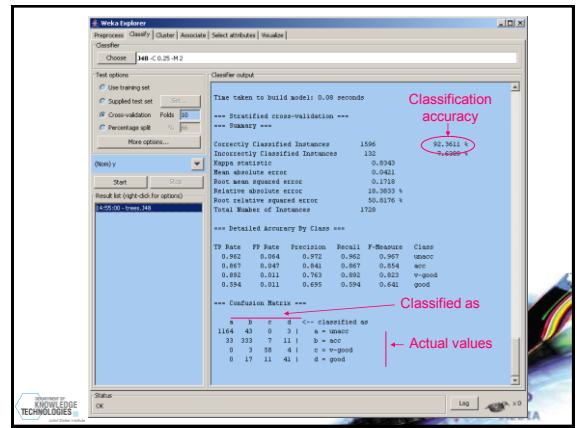 Weka Explorer
Preprocess Classify Cluster Associate Select attributes Visualize
Classifier
Choose J48 -C 0.25 -M 2
Test options
Use training set
Supplied test set Set...
Cross-validation Folds 10
Percentage split % 66
More options...
(Nom) y
Start Stop
Result list (right-click for options)
14:55:00 - trees.J48
Classifier output
Time taken to build model: 0.08 seconds
=== Stratified cross-validation ===
=== Summary ===
Correctly Classified Instances 1596 92.3611 %
Incorrectly Classified Instances 132 7.6389 %
Kappa statistic 0.8343
Mean absolute error 0.0421
Root mean squared error 0.1718
Relative absolute error 18.3833 %
Root relative squared error 50.8176 %
Total Number of Instances 1728
=== Detailed Accuracy By Class ===
TP Rate FP Rate Precision Recall F-Measure Class
0.962 0.064 0.972 0.962 0.967 unacc
0.867 0.047 0.841 0.867 0.854 acc
0.892 0.011 0.763 0.892 0.823 v-good
0.594 0.011 0.695 0.594 0.641 good
=== Confusion Matrix ===
a b c d <-- classified as
1164 43 0 3 | a = unacc
33 333 7 11 | b = acc
0 3 58 4 | c = v-good
0 17 11 41 | d = good
Classification
accuracy
Classified as
Actual values
Status
OK
Log x 0
DEPARTMENT OF
KNOWLEDGE
TECHNOLOGIES
Jozef Stefan Institute